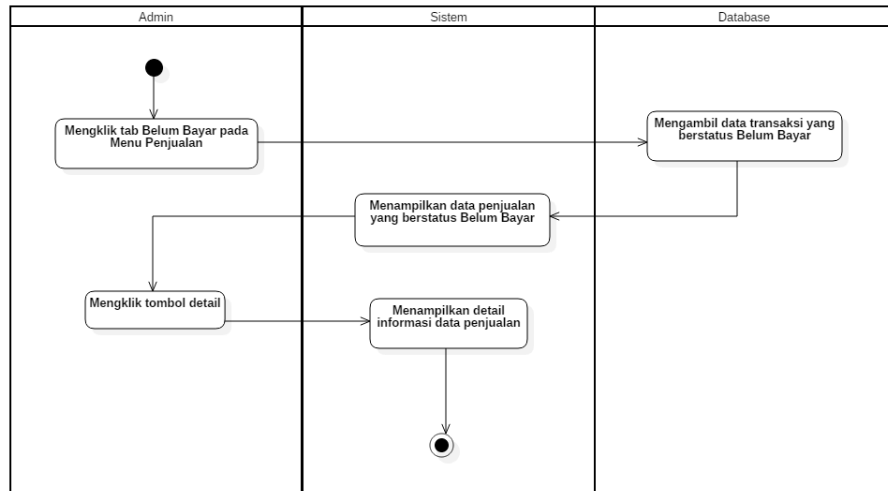 Admin
Sistem
Database
Mengklik tab Belum Bayar pada
Menu Penjualan
Mengambil data transaksi yang
berstatus Belum Bayar
Menampilkan data penjualan
yang berstatus Belum Bayar
Mengklik tombol detail
Menampilkan detail
informasi data penjualan